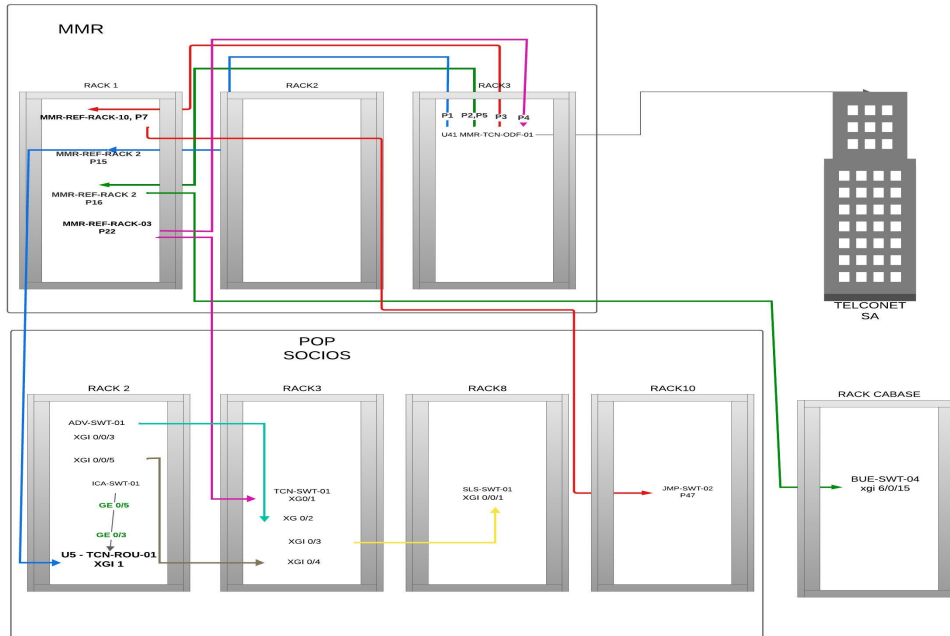 MMR
RACK 1
RACK2
RACK3
MMR-REF-RACK-10, P7
P1
P2,P5
P3
P4
U41 MMR-TCN-ODF-01
MMR-REF-RACK 2
P15
MMR-REF-RACK 2
P16
MMR-REF-RACK-03
P22
TELCONET
SA
POP
SOCIOS
RACK 2
RACK3
RACK8
RACK10
RACK CABASE
ADV-SWT-01
XGI 0/0/3
XGI 0/0/5
ICA-SWT-01
GE 0/5
GE 0/3
U5 - TCN-ROU-01
XGI 1
TCN-SWT-01
XG0/1
XG 0/2
XGI 0/3
XGI 0/4
SLS-SWT-01
XGI 0/0/1
JMP-SWT-02
P47
BUE-SWT-04
xgi 6/0/15